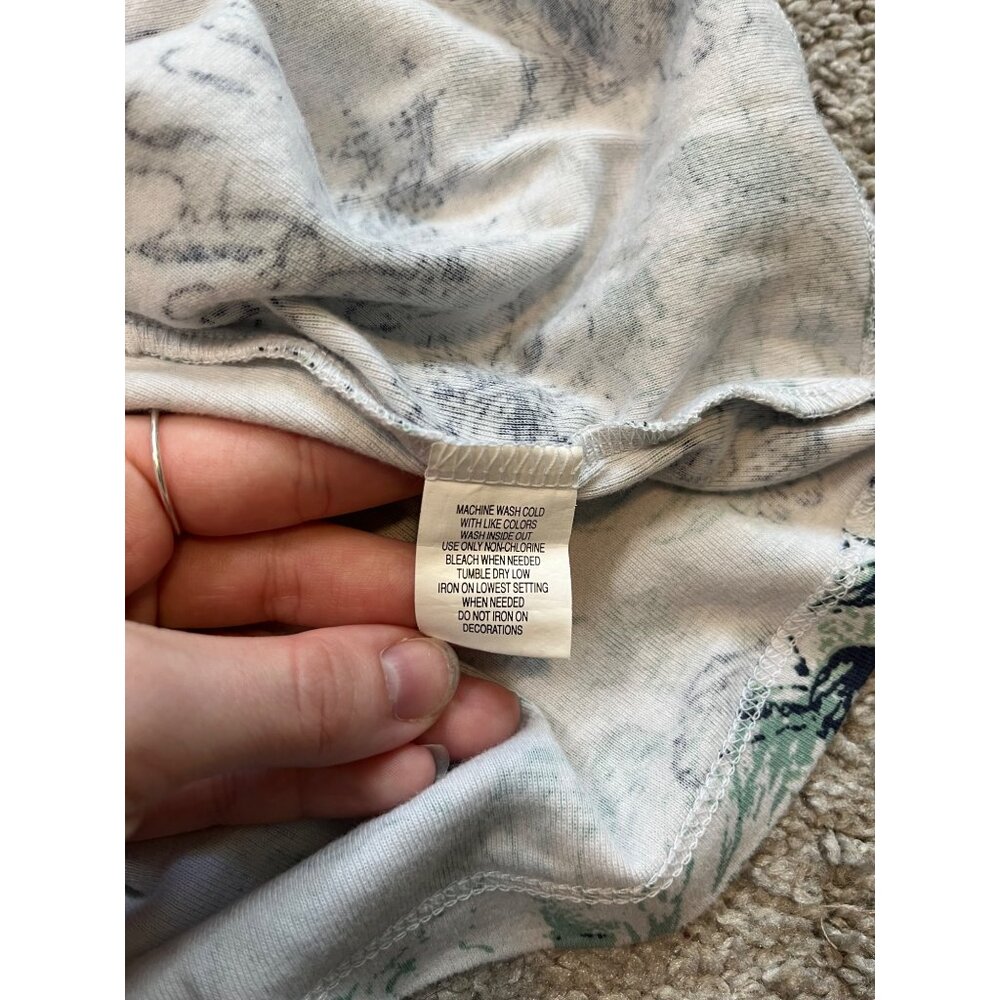 MACHINE WASH COLD
WITH LIKE COLORS
WASH INSIDE OUT
USE ONLY NON-CHLORINE
BLEACH WHEN NEEDED
TUMBLE DRY LOW
IRON ON LOWEST SETTING
WHEN NEEDED
DO NOT IRON ON
DECORATIONS